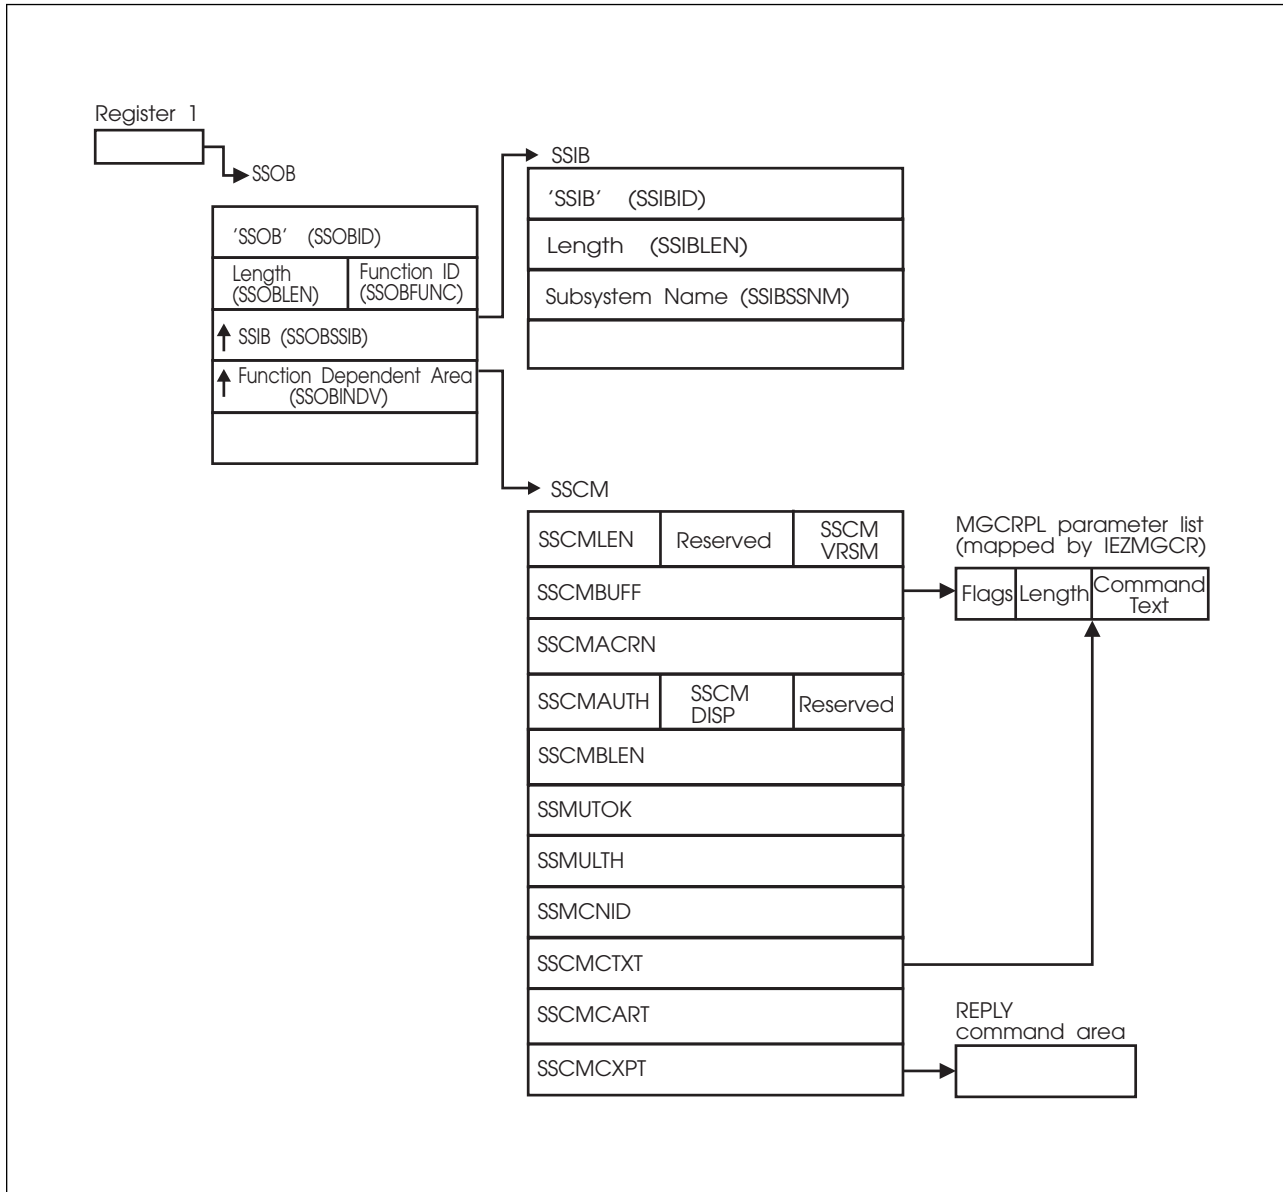 Register 1
SSOB
'SSOB' (SSOBID)
Length
(SSOBLEN)
Function ID
(SSOBFUNC)
SSIB (SSOBSSIB)
Function Dependent Area
(SSOBINDV)
SSIB
'SSIB' (SSIBID)
Length (SSIBLEN)
Subsystem Name (SSIBSSNM)
SSCM
SSCMLEN
Reserved
SSCM
VRSM
SSCMBUFF
SSCMACRN
SSCMAUTH
SSCM
DISP
Reserved
SSCMBLEN
SSMUTOK
SSMULTH
SSMCNID
SSCMCTXT
SSCMCART
SSCMCXPT
MGCRPL parameter list
(mapped by IEZMGCR)
Flags
Length
Command
Text
REPLY
command area